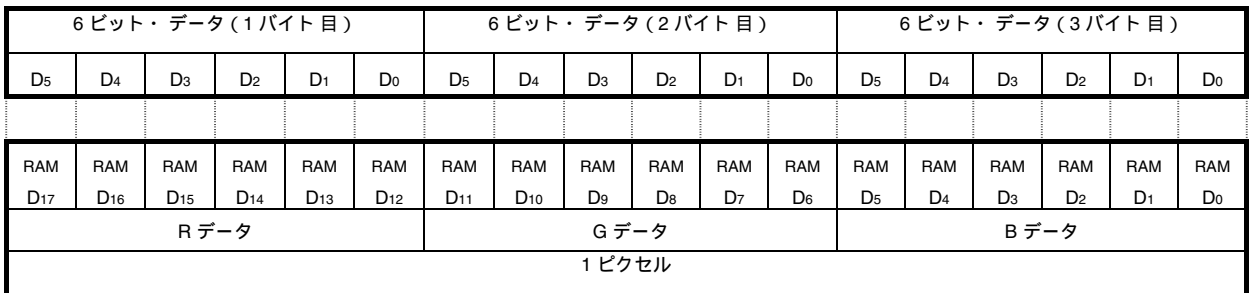 6 ビット・ データ ( 1 バイト 目 ) 6 ビット・ データ ( 2 バイト 目 ) 6 ビット・ データ ( 3 バイト 目 )
D5 D4 D3 D2 D1 D0 D5 D4 D3 D2 D1 D0 D5 D4 D3 D2 D1 D0
RAM RAM RAM RAM RAM RAM RAM RAM RAM RAM RAM RAM RAM RAM RAM RAM RAM RAM
D17 D16 D15 D14 D13 D12 D11 D10 D9 D8 D7 D6 D5 D4 D3 D2 D1 D0
R データ G データ B データ
1 ピクセル